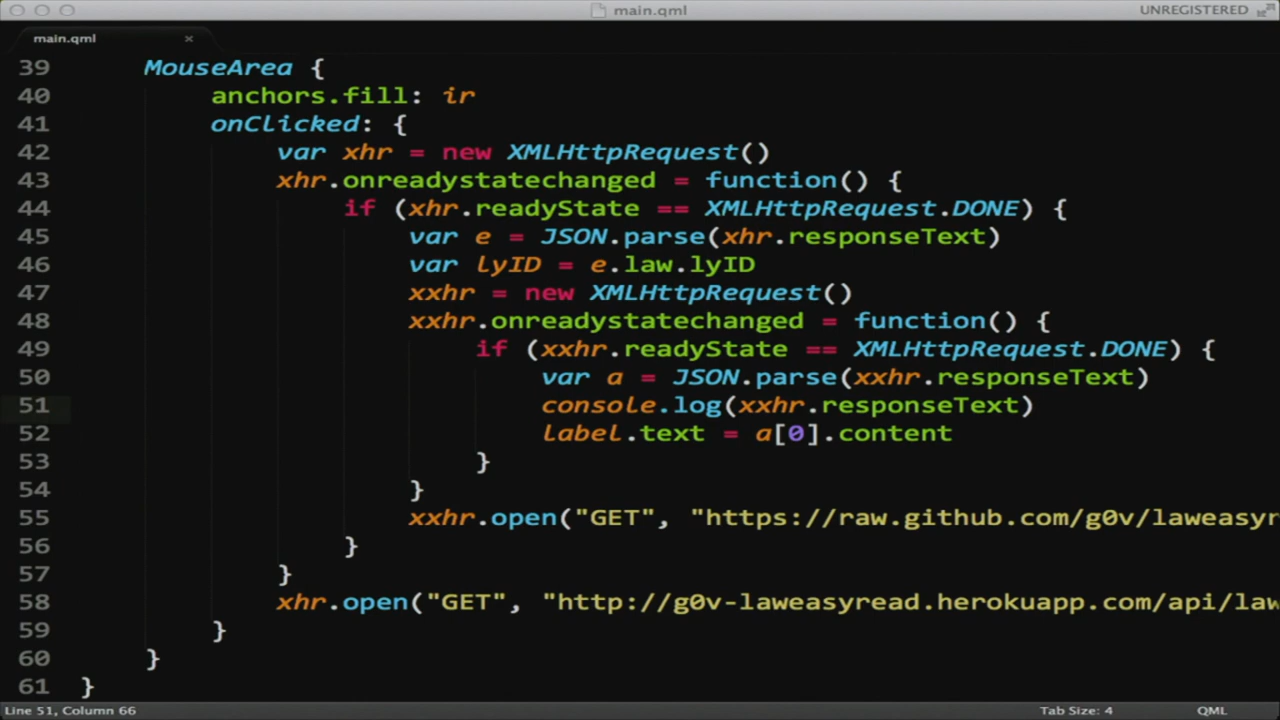 main.qml
UNREGISTERED
main.qml ×
39 MouseArea {
40 anchors.fill: ir
41 onClicked: {
42 var xhr = new XMLHttpRequest()
43 xhr.onreadystatechanged = function() {
44 if (xhr.readyState == XMLHttpRequest.DONE) {
45 var e = JSON.parse(xhr.responseText)
46 var lyID = e.law.lyID
47 xxhr = new XMLHttpRequest()
48 xxhr.onreadystatechanged = function() {
49 if (xxhr.readyState == XMLHttpRequest.DONE) {
50 var a = JSON.parse(xxhr.responseText)
51 console.log(xxhr.responseText)
52 label.text = a[0].content
53 }
54 }
55 xxhr.open("GET", "https://raw.github.com/g0v/laweasyr
56 }
57 }
58 xhr.open("GET", "http://g0v-laweasyread.herokuapp.com/api/law
59 }
60 }
61 }
Line 51, Column 66
Tab Size: 4
QML